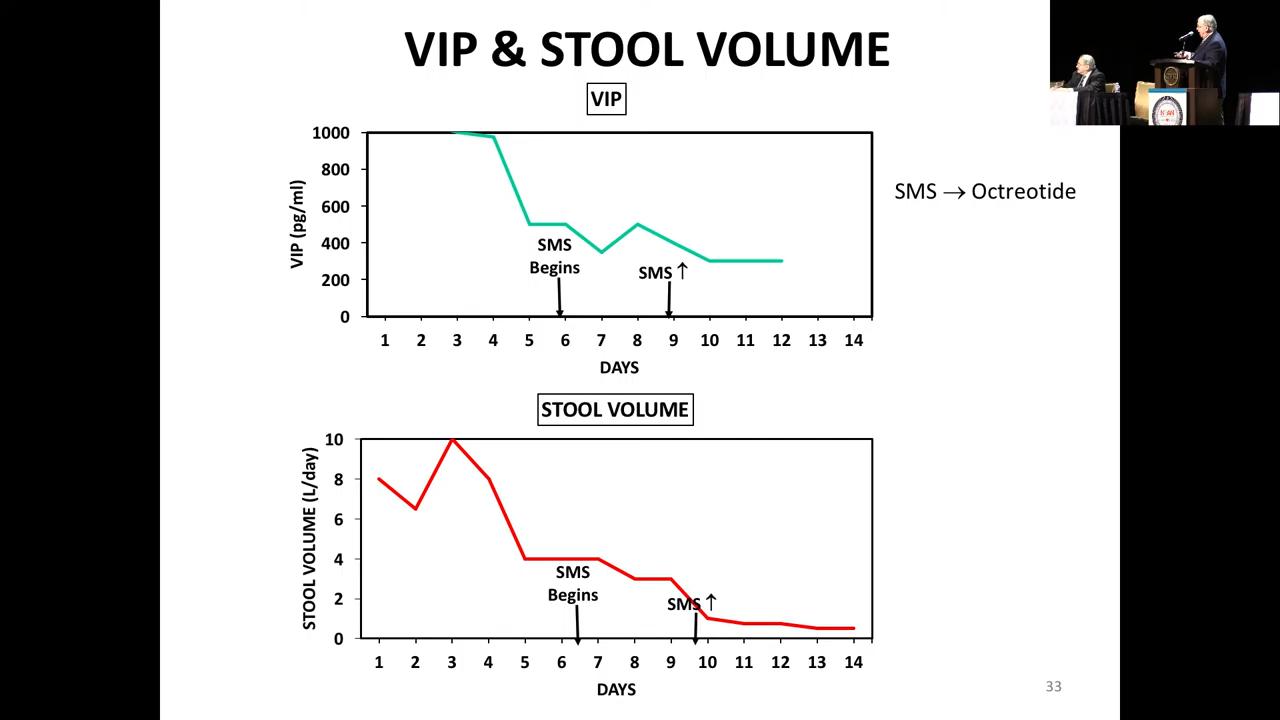 VIP & STOOL VOLUME
VIP
1000
800
600
400
200
0
VIP (pg/ml)
SMS
Begins
SMS ↑
1 2 3 4 5 6 7 8 9 10 11 12 13 14
DAYS
SMS → Octreotide
STOOL VOLUME
10
8
6
4
2
0
STOOL VOLUME (L/day)
SMS
Begins
SMS ↑
1 2 3 4 5 6 7 8 9 10 11 12 13 14
DAYS
33